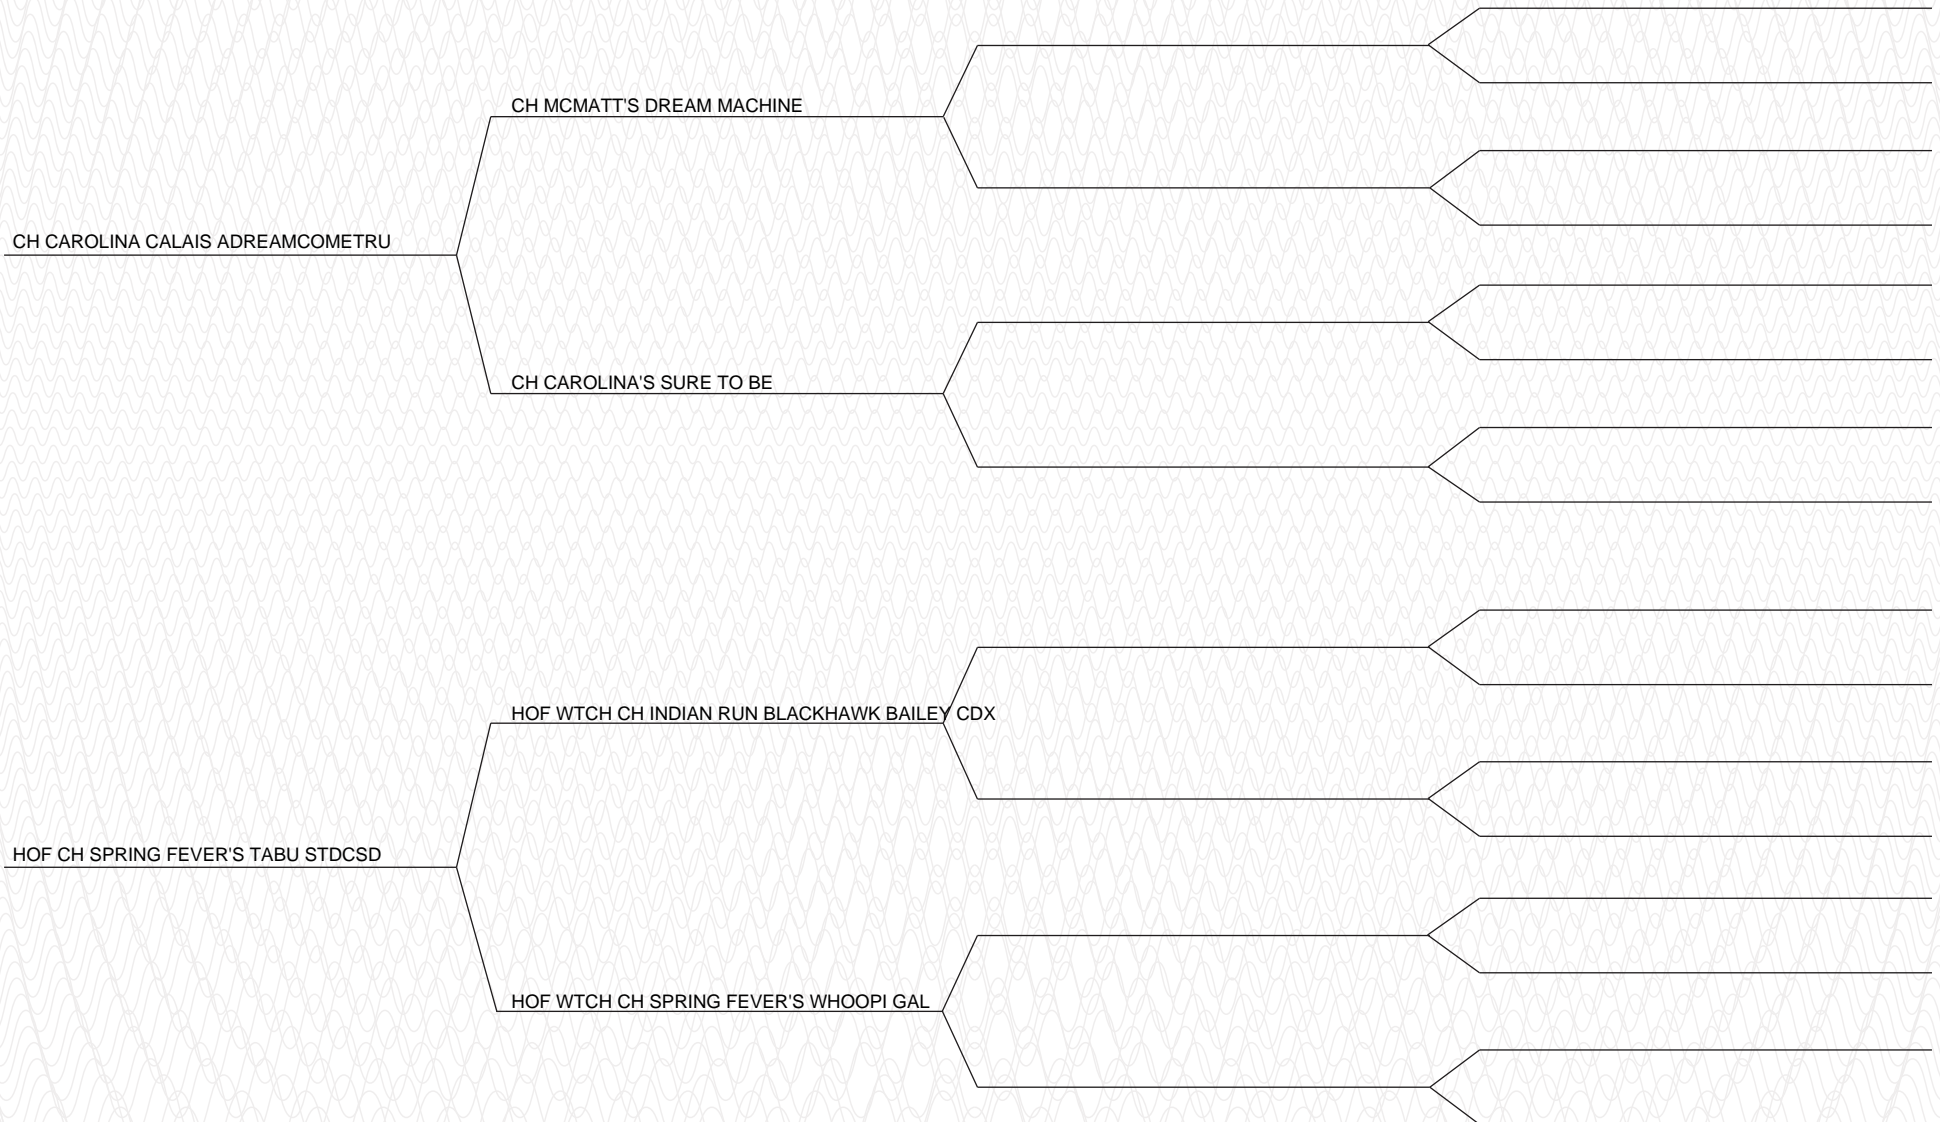 CH MCMATT'S DREAM MACHINE
CH CAROLINA CALAIS ADREAMCOMETRU
CH CAROLINA'S SURE TO BE
HOF WTCH CH INDIAN RUN BLACKHAWK BAILEY CDX
HOF CH SPRING FEVER'S TABU STDCSD
HOF WTCH CH SPRING FEVER'S WHOOPI GAL